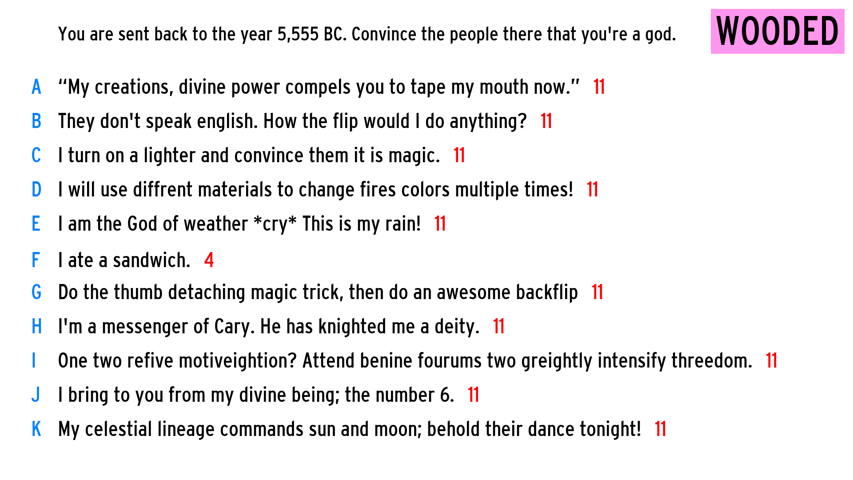 You are sent back to the year 5,555 BC. Convince the people there that you're a god.
WOODED
A “My creations, divine power compels you to tape my mouth now.” 11
B They don't speak english. How the flip would I do anything? 11
C I turn on a lighter and convince them it is magic. 11
D I will use diffrent materials to change fires colors multiple times! 11
E I am the God of weather *cry* This is my rain! 11
F I ate a sandwich. 4
G Do the thumb detaching magic trick, then do an awesome backflip 11
H I'm a messenger of Cary. He has knighted me a deity. 11
I One two refive motiveightion? Attend benine fourums two greightly intensify threedom. 11
J I bring to you from my divine being; the number 6. 11
K My celestial lineage commands sun and moon; behold their dance tonight! 11